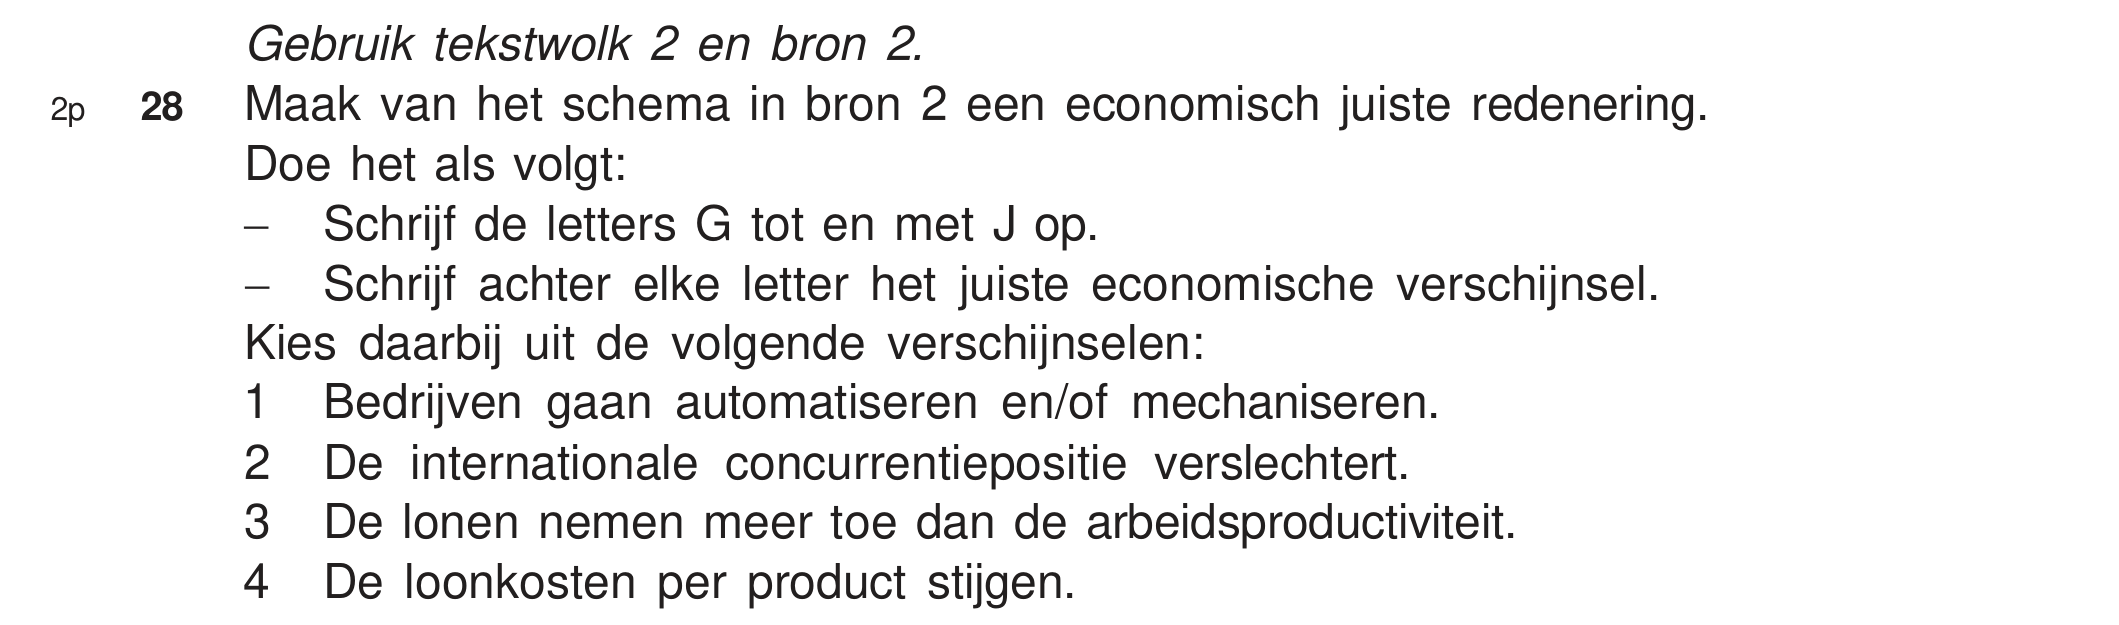 Gebruik tekstwolk 2 en bron 2.
2p 28 Maak van het schema in bron 2 een economisch juiste redenering.
Doe het als volgt:
– Schrijf de letters G tot en met J op.
– Schrijf achter elke letter het juiste economische verschijnsel.
Kies daarbij uit de volgende verschijnselen:
1 Bedrijven gaan automatiseren en/of mechaniseren.
2 De internationale concurrentiepositie verslechtert.
3 De lonen nemen meer toe dan de arbeidsproductiviteit.
4 De loonkosten per product stijgen.